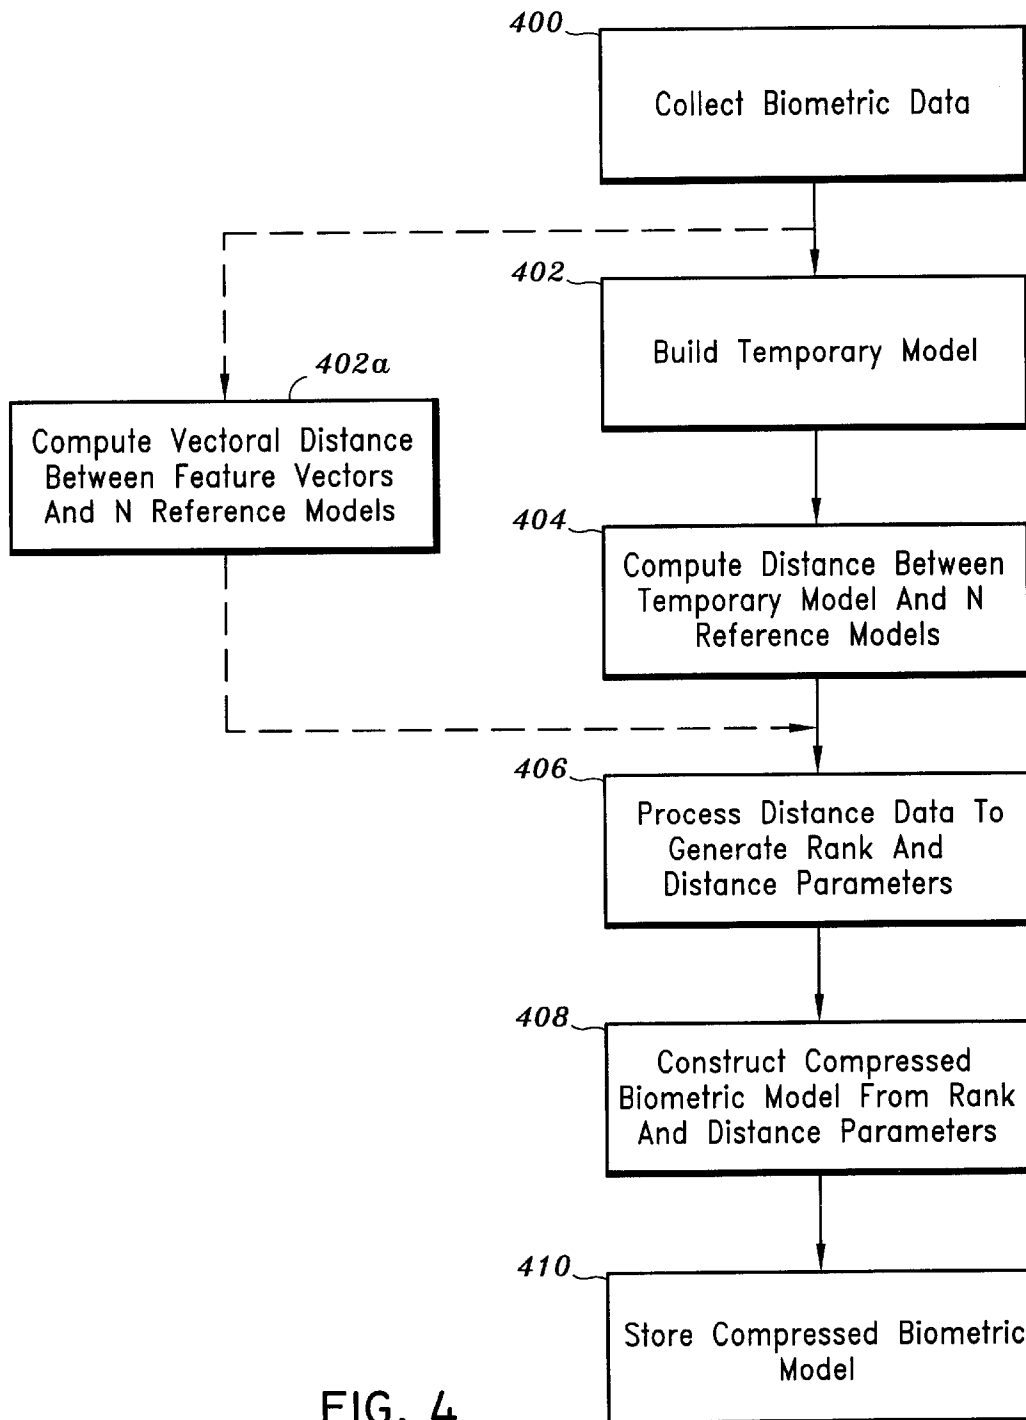 400
Collect Biometric Data
402
Build Temporary Model
402a
Compute Vectoral Distance
Between Feature Vectors
And N Reference Models
404
Compute Distance Between
Temporary Model And N
Reference Models
406
Process Distance Data To
Generate Rank And
Distance Parameters
408
Construct Compressed
Biometric Model From Rank
And Distance Parameters
410
Store Compressed Biometric
Model
FIG. 4